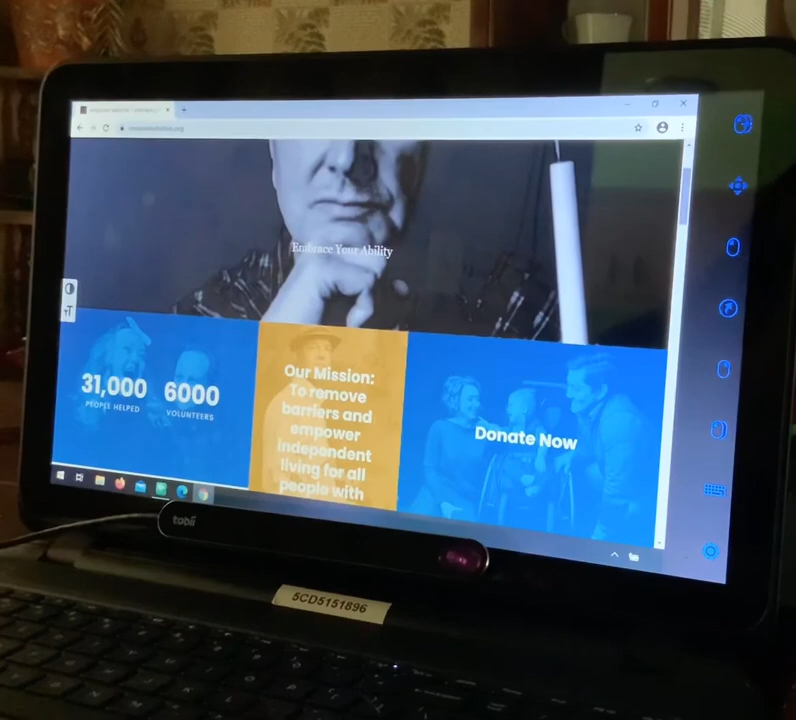 Embrace Your Ability
31,000
PEOPLE HELPED
6000
VOLUNTEERS
Our Mission:
To remove
barriers and
empower
independent
living for all
people with
Donate Now
tobii
5CD5151896